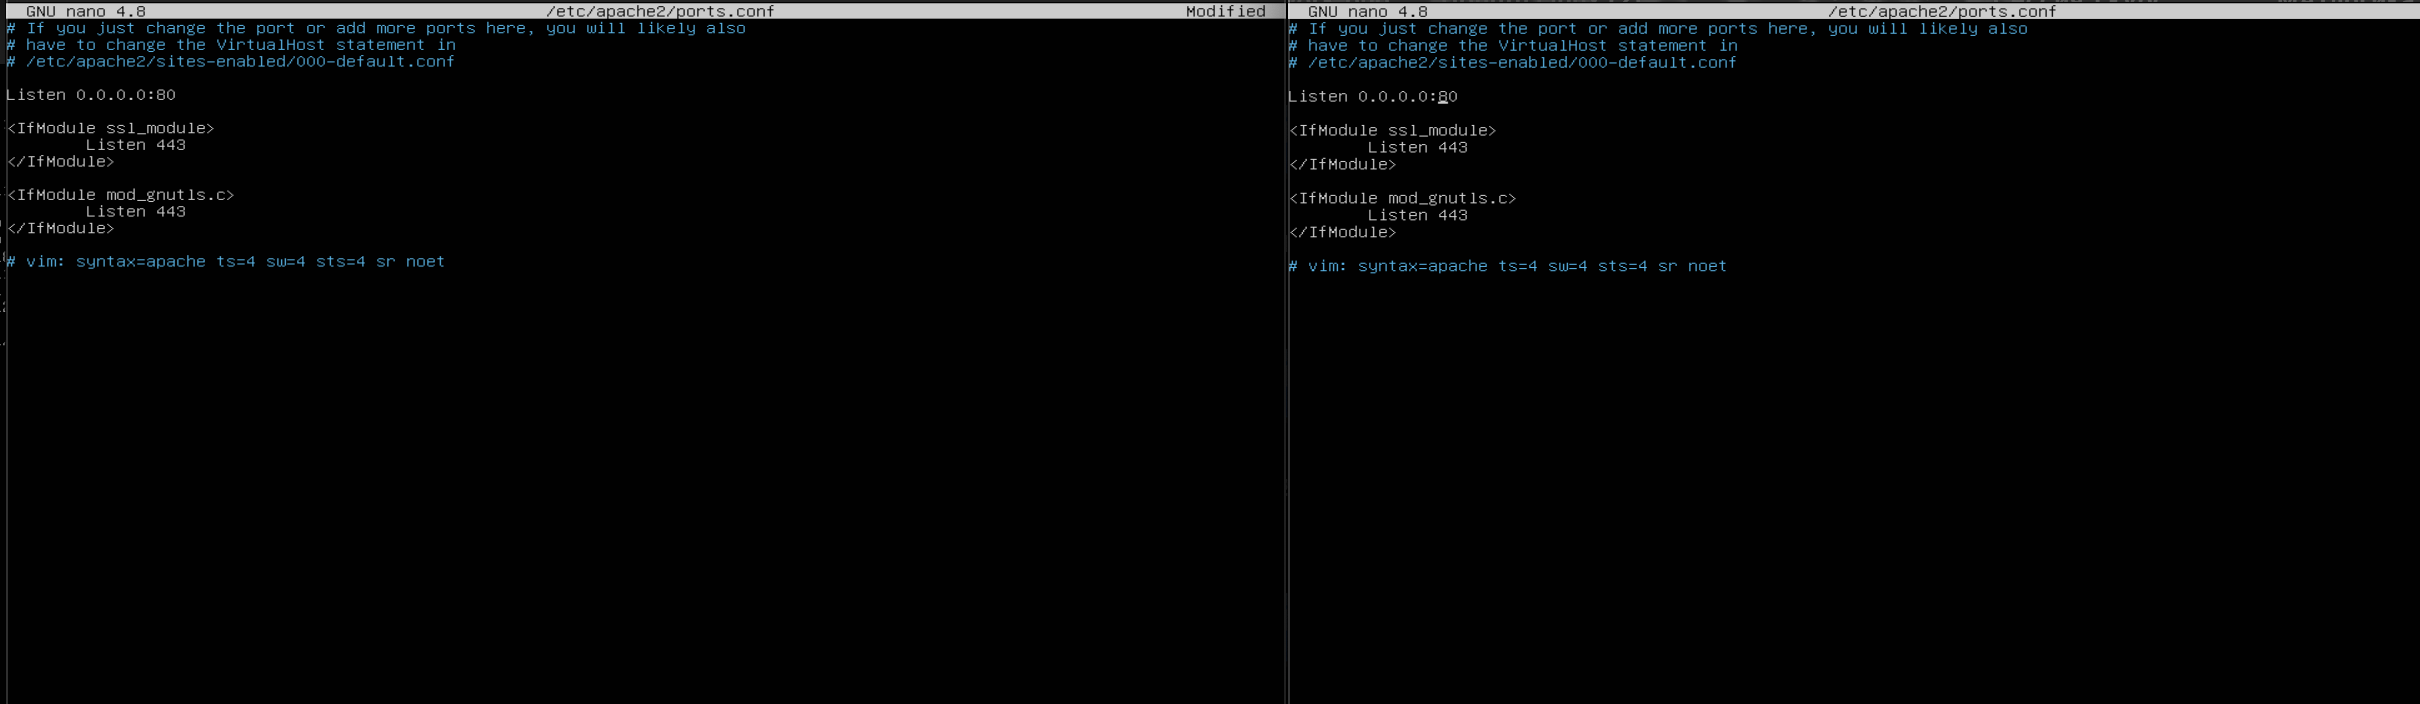 GNU nano 4.8 /etc/apache2/ports.conf Modified
# If you just change the port or add more ports here, you will likely also
# have to change the VirtualHost statement in
# /etc/apache2/sites-enabled/000-default.conf
Listen 0.0.0.0:80
<IfModule ssl_module>
Listen 443
</IfModule>
<IfModule mod_gnutls.c>
Listen 443
</IfModule>
# vim: syntax=apache ts=4 sw=4 sts=4 sr noet
GNU nano 4.8 /etc/apache2/ports.conf
# If you just change the port or add more ports here, you will likely also
# have to change the VirtualHost statement in
# /etc/apache2/sites-enabled/000-default.conf
Listen 0.0.0.0:80
<IfModule ssl_module>
Listen 443
</IfModule>
<IfModule mod_gnutls.c>
Listen 443
</IfModule>
# vim: syntax=apache ts=4 sw=4 sts=4 sr noet